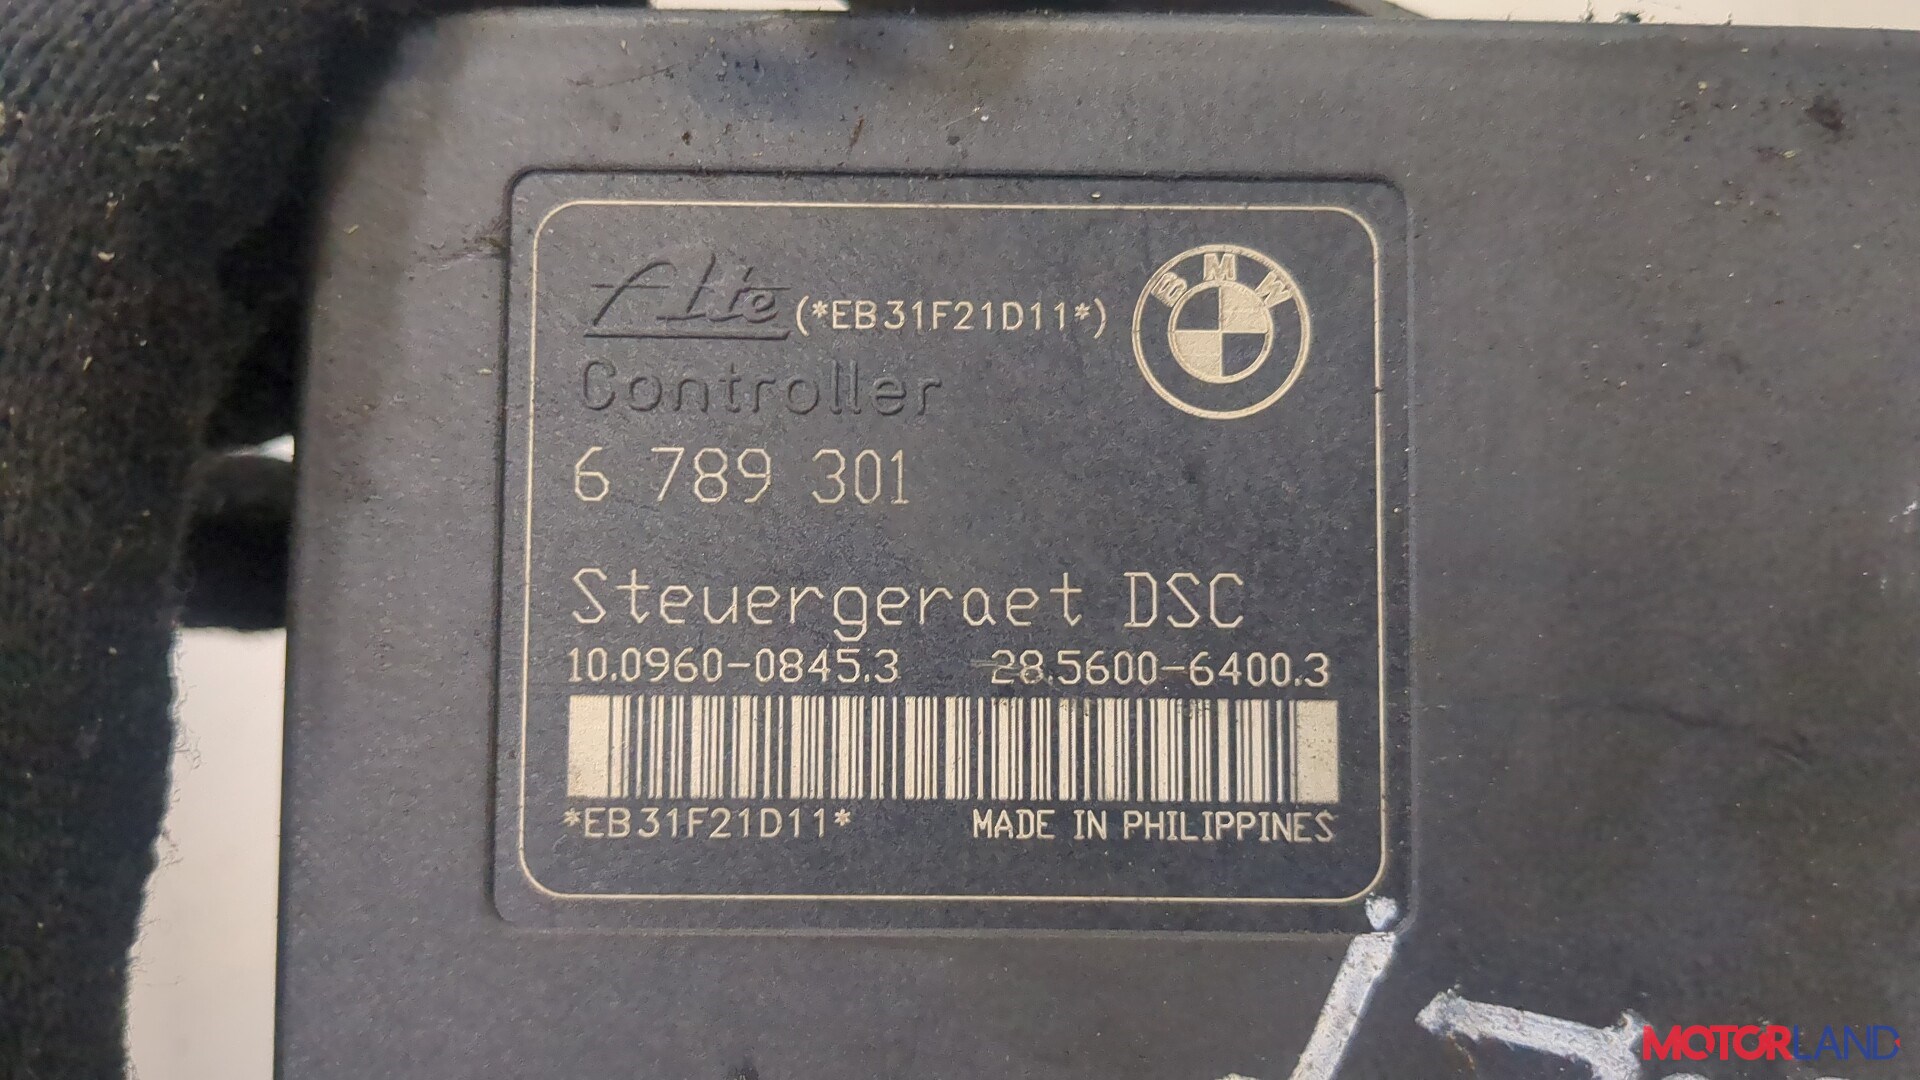 Ate (*EB31F21D11*)
BMW
Controller
6 789 301
Steuergeraet DSC
10.0960-0845.3 28.5600-6400.3
*EB31F21D11* MADE IN PHILIPPINES
MOTORLAND